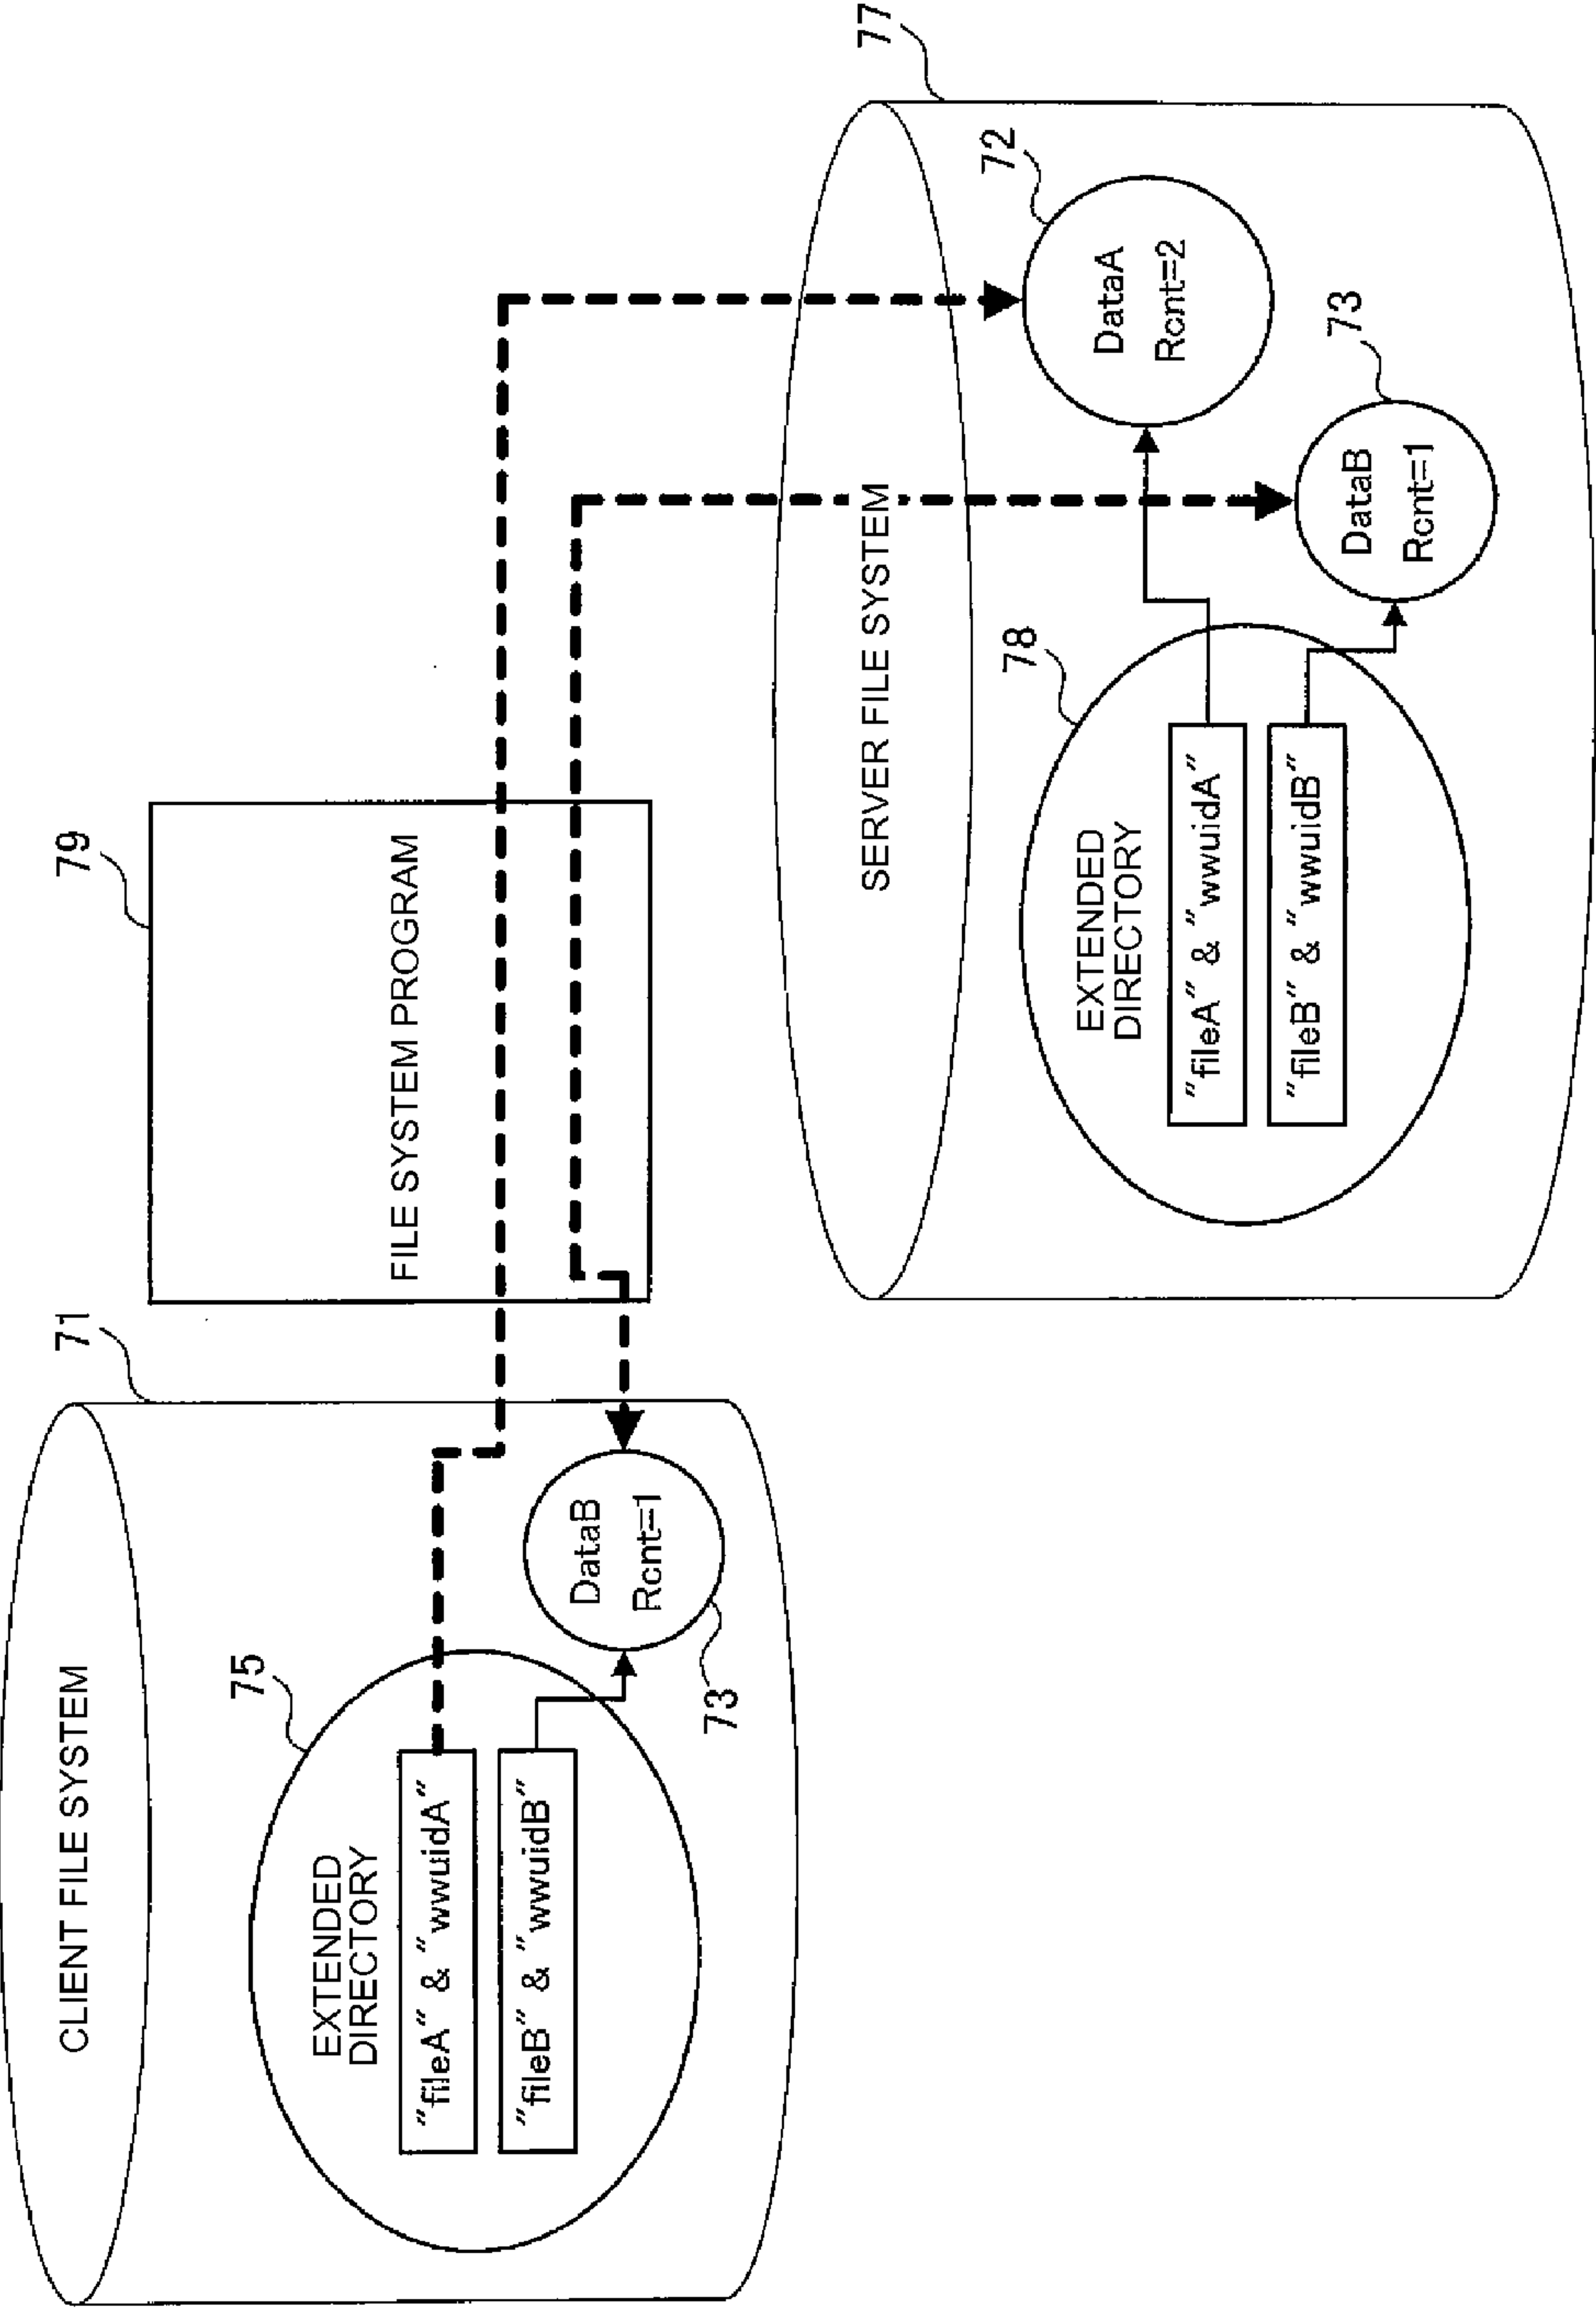 CLIENT FILE SYSTEM
71
75
EXTENDED
DIRECTORY
"fileA" & "wwuidA"
"fileB" & "wwuidB"
DataB
Rcnt=1
73
79
FILE SYSTEM PROGRAM
77
SERVER FILE SYSTEM
78
EXTENDED
DIRECTORY
"fileA" & "wwuidA"
"fileB" & "wwuidB"
72
DataA
Rcnt=2
73
DataB
Rcnt=1